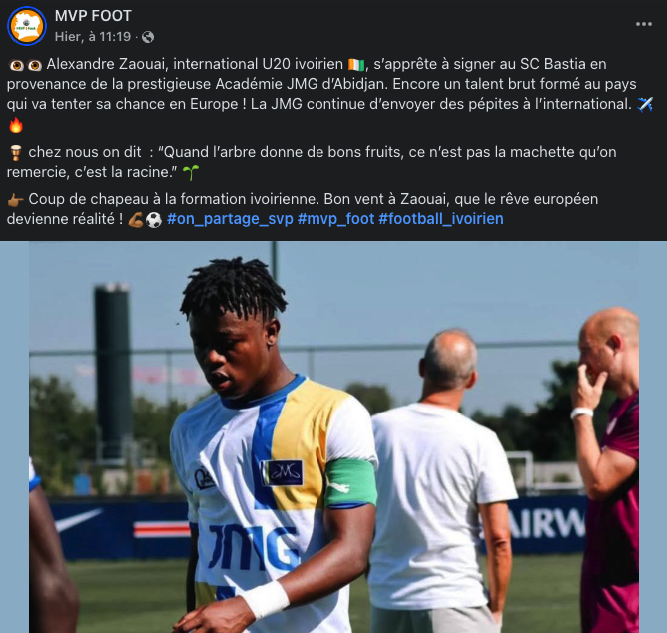 MVP FOOT
Hier, à 11:19 ·
👁️👁️ Alexandre Zaouai, international U20 ivoirien 🇨🇮, s’apprête à signer au SC Bastia en
provenance de la prestigieuse Académie JMG d’Abidjan. Encore un talent brut formé au pays
qui va tenter sa chance en Europe ! La JMG continue d’envoyer des pépites à l’international. ✈️
🔥
🪘 chez nous on dit : “Quand l’arbre donne de bons fruits, ce n’est pas la machette qu’on
remercie, c’est la racine.” 🌱
👉🏾 Coup de chapeau à la formation ivoirienne. Bon vent à Zaouai, que le rêve européen
devienne réalité ! 💪🏾⚽ #on_partage_svp #mvp_foot #football_ivoirien
JMG
JMG
AIRW